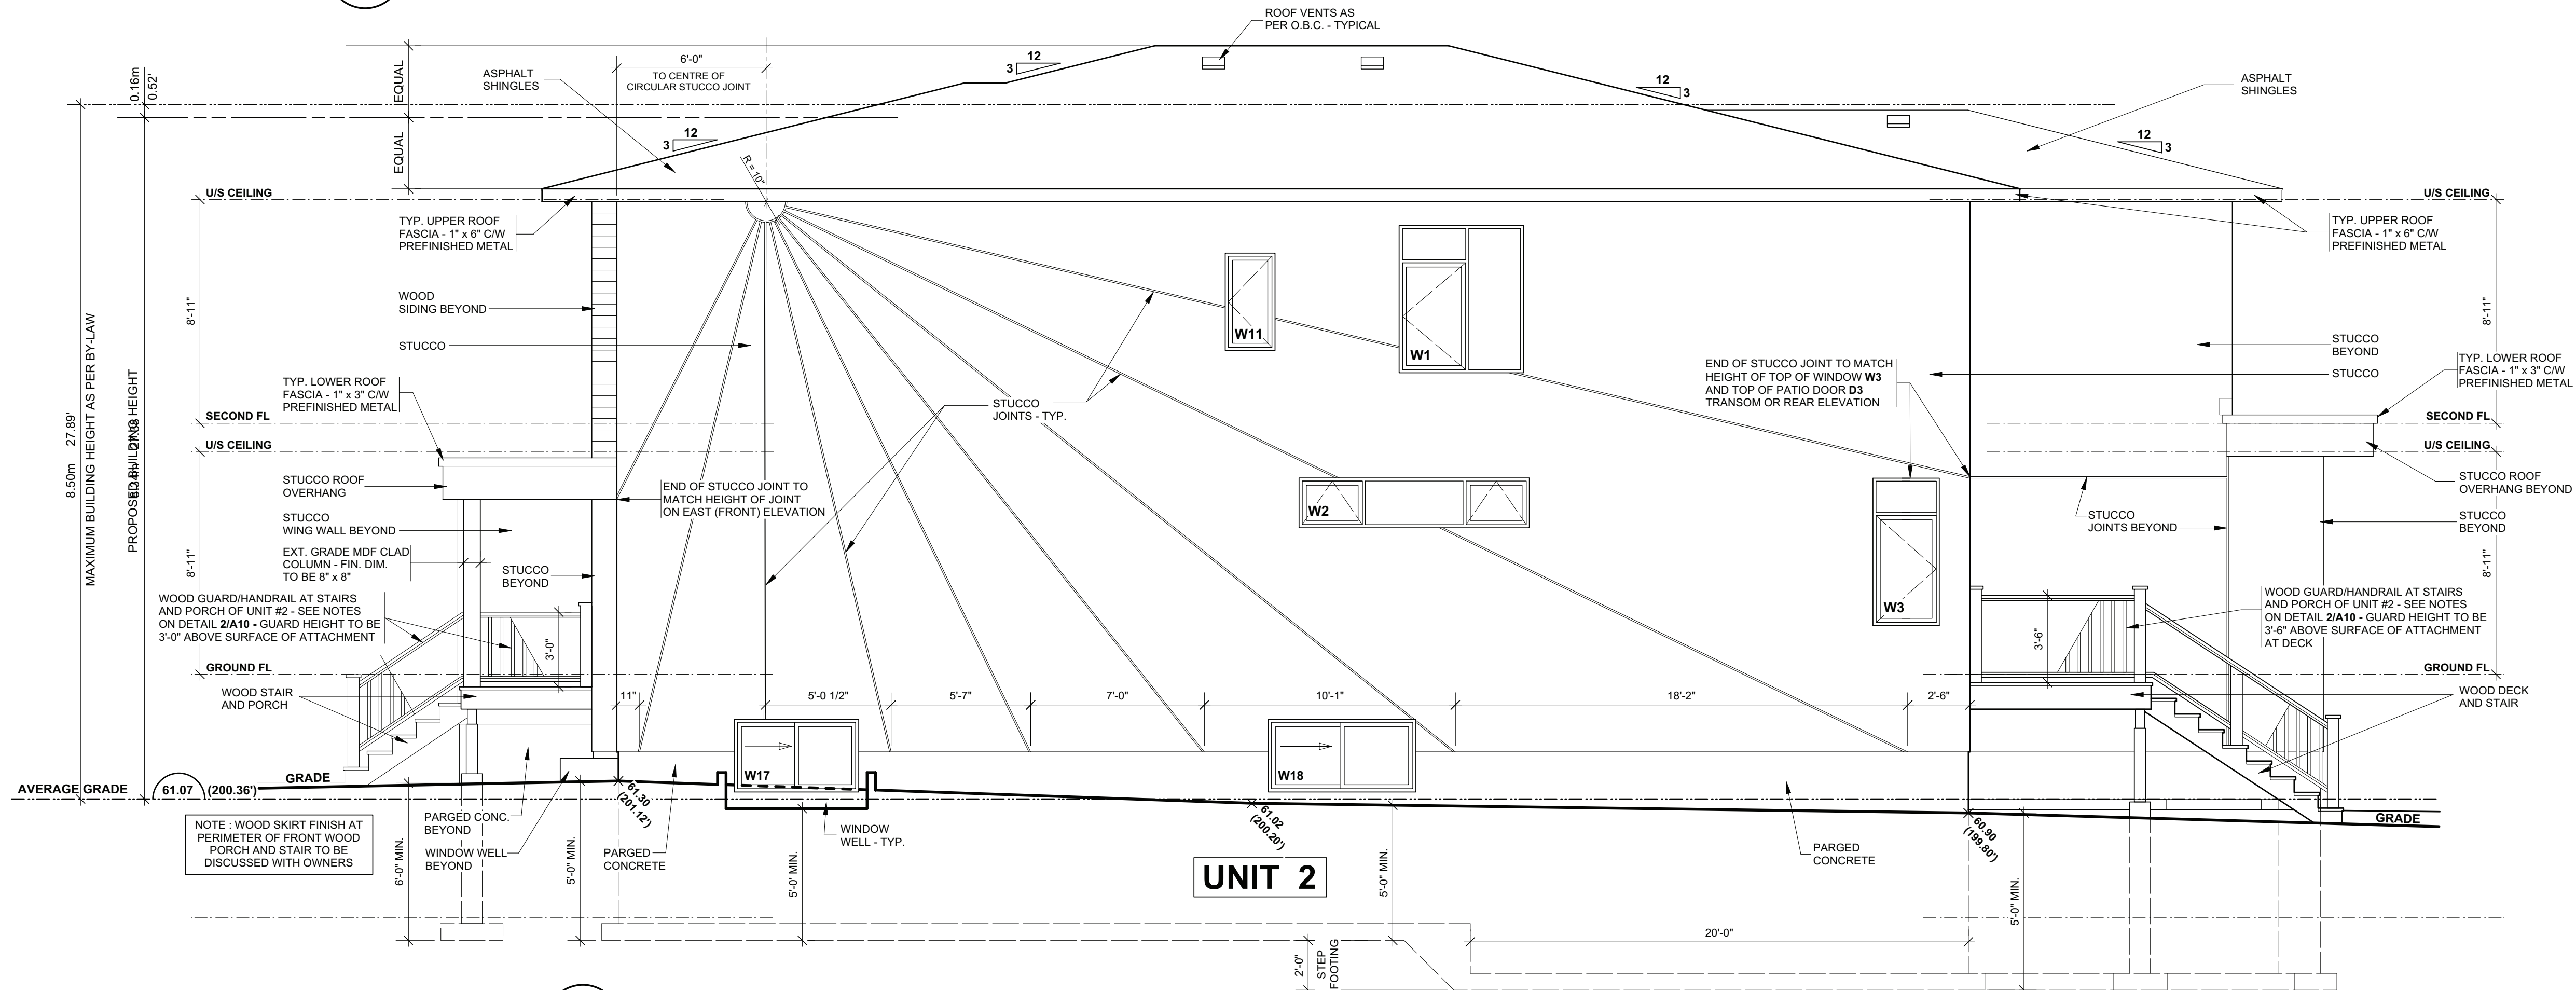 ROOF VENTS AS
PER O.B.C. - TYPICAL
12
3
6'-0"
TO CENTRE OF
CIRCULAR STUCCO JOINT
ASPHALT
SHINGLES
EQUAL
EQUAL
0.16m
0.52'
12
3
12
3
ASPHALT
SHINGLES
12
3
R = 10"
U/S CEILING
U/S CEILING
TYP. UPPER ROOF
FASCIA - 1" x 6" C/W
PREFINISHED METAL
TYP. UPPER ROOF
FASCIA - 1" x 6" C/W
PREFINISHED METAL
8'-11"
8'-11"
WOOD
SIDING BEYOND
STUCCO
W11
W1
STUCCO
BEYOND
STUCCO
END OF STUCCO JOINT TO MATCH
HEIGHT OF TOP OF WINDOW W3
AND TOP OF PATIO DOOR D3
TRANSOM OR REAR ELEVATION
TYP. LOWER ROOF
FASCIA - 1" x 3" C/W
PREFINISHED METAL
TYP. LOWER ROOF
FASCIA - 1" x 3" C/W
PREFINISHED METAL
STUCCO
JOINTS - TYP.
8.50m 27.89'
MAXIMUM BUILDING HEIGHT AS PER BY-LAW
PROPOSED BUILDING HEIGHT
SECOND FL
SECOND FL
U/S CEILING
U/S CEILING
STUCCO ROOF
OVERHANG
END OF STUCCO JOINT TO
MATCH HEIGHT OF JOINT
ON EAST (FRONT) ELEVATION
W2
STUCCO ROOF
OVERHANG BEYOND
STUCCO
WING WALL BEYOND
STUCCO
JOINTS BEYOND
STUCCO
BEYOND
EXT. GRADE MDF CLAD
COLUMN - FIN. DIM.
TO BE 8" x 8"
STUCCO
BEYOND
8'-11"
8'-11"
WOOD GUARD/HANDRAIL AT STAIRS
AND PORCH OF UNIT #2 - SEE NOTES
ON DETAIL 2/A10 - GUARD HEIGHT TO BE
3'-0" ABOVE SURFACE OF ATTACHMENT
3'-0"
W3
3'-6"
WOOD GUARD/HANDRAIL AT STAIRS
AND PORCH OF UNIT #2 - SEE NOTES
ON DETAIL 2/A10 - GUARD HEIGHT TO BE
3'-6" ABOVE SURFACE OF ATTACHMENT
AT DECK
GROUND FL
GROUND FL
WOOD STAIR
AND PORCH
11"
5'-0 1/2"
5'-7"
7'-0"
10'-1"
18'-2"
2'-6"
WOOD DECK
AND STAIR
W17
W18
AVERAGE GRADE
61.07
(200.36')
GRADE
61.30
(201.12')
61.02
(200.20')
60.90
(199.80')
GRADE
NOTE : WOOD SKIRT FINISH AT
PERIMETER OF FRONT WOOD
PORCH AND STAIR TO BE
DISCUSSED WITH OWNERS
PARGED CONC.
BEYOND
WINDOW WELL
BEYOND
PARGED
CONCRETE
WINDOW
WELL - TYP.
PARGED
CONCRETE
6'-0" MIN.
5'-0" MIN.
5'-0' MIN.
5'-0" MIN.
5'-0" MIN.
UNIT 2
20'-0"
2'-0"
STEP
FOOTING